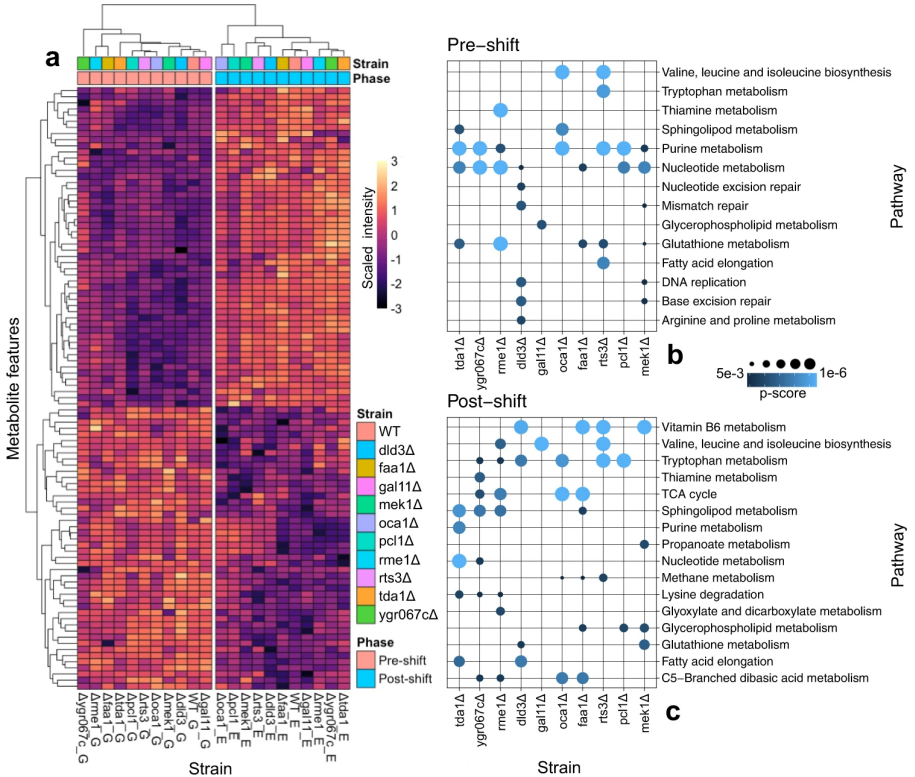 a
Strain
Phase
Metabolite features
3
2
1
0
-1
-2
-3
Scaled intensity
Strain
WT
dld3Δ
faa1Δ
gal11Δ
mek1Δ
oca1Δ
pcl1Δ
rme1Δ
rts3Δ
tda1Δ
ygr067cΔ
Phase
Pre-shift
Post-shift
Δygr067c_G
Δrme1_G
Δfaa1_G
Δtda1_G
Δpcl1_G
Δrts3_G
Δoca1_G
Δmek1_G
Δdld3_G
WT_G
Δgal11_G
Δoca1_E
Δpcl1_E
Δmek1_E
Δrts3_E
Δdld3_E
Δfaa1_E
WT_E
Δgal11_E
Δrme1_E
Δygr067c_E
Δtda1_E
Strain
Pre−shift
Valine, leucine and isoleucine biosynthesis
Tryptophan metabolism
Thiamine metabolism
Sphingolipod metabolism
Purine metabolism
Nucleotide metabolism
Nucleotide excision repair
Mismatch repair
Glycerophospholipid metabolism
Glutathione metabolism
Fatty acid elongation
DNA replication
Base excision repair
Arginine and proline metabolism
Pathway
tda1Δ
ygr067cΔ
rme1Δ
dld3Δ
gal11Δ
oca1Δ
faa1Δ
rts3Δ
pcl1Δ
mek1Δ
b
5e-3
1e-6
p-score
Post−shift
Vitamin B6 metabolism
Valine, leucine and isoleucine biosynthesis
Tryptophan metabolism
Thiamine metabolism
TCA cycle
Sphingolipod metabolism
Purine metabolism
Propanoate metabolism
Nucleotide metabolism
Methane metabolism
Lysine degradation
Glyoxylate and dicarboxylate metabolism
Glycerophospholipid metabolism
Glutathione metabolism
Fatty acid elongation
C5−Branched dibasic acid metabolism
Pathway
tda1Δ
ygr067cΔ
rme1Δ
dld3Δ
gal11Δ
oca1Δ
faa1Δ
rts3Δ
pcl1Δ
mek1Δ
c
Strain